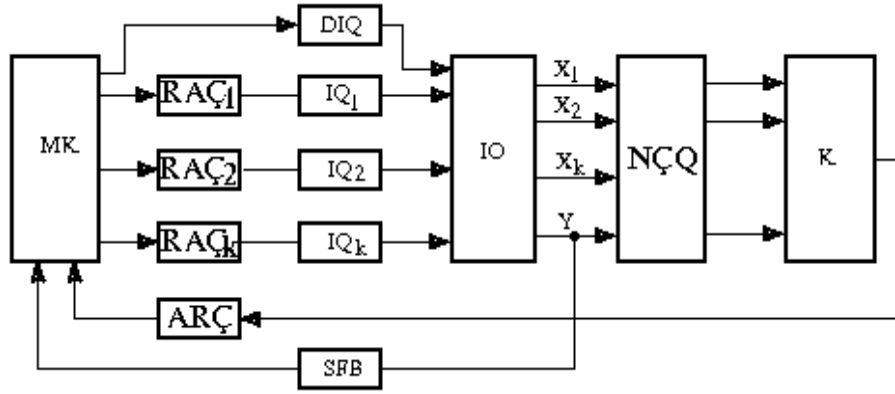 DIQ
MK
RAÇ1
IQ1
RAÇ2
IQ2
RAÇk
IQk
IO
X1
X2
Xk
Y
NÇQ
K
ARÇ
SFB